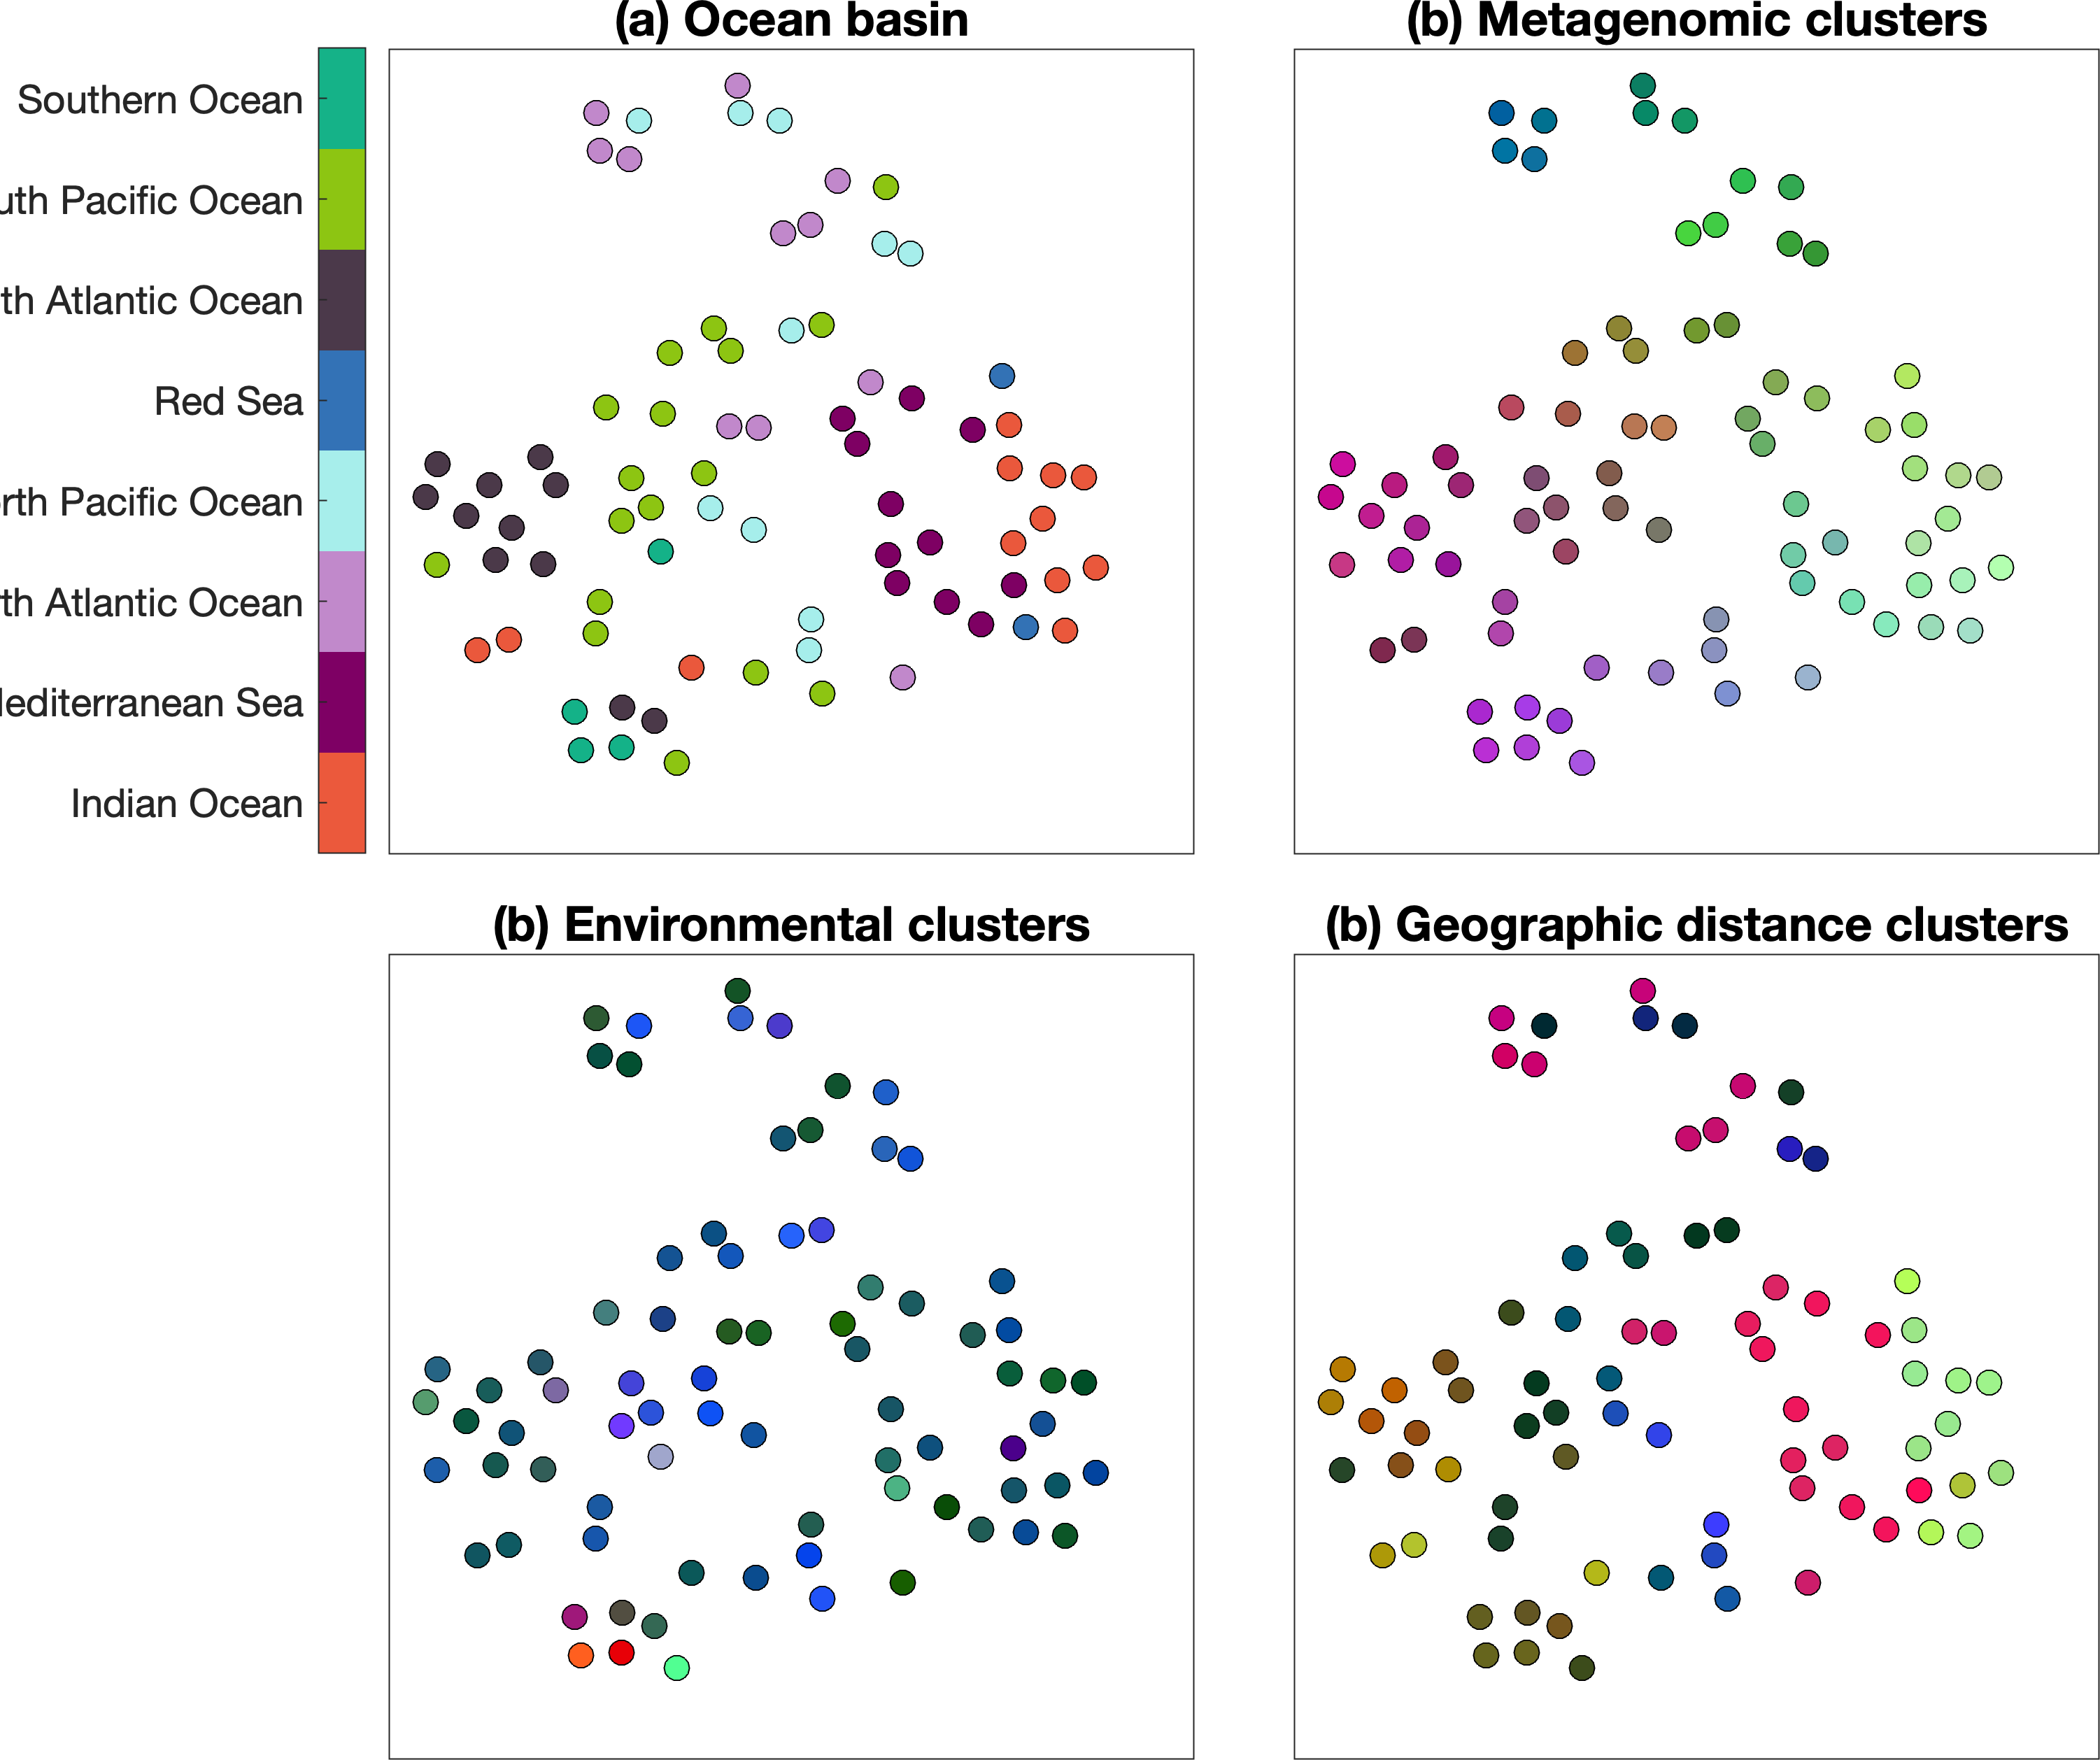 (a) Ocean basin
(b) Metagenomic clusters
Southern Ocean
uth Pacific Ocean
th Atlantic Ocean
Red Sea
rth Pacific Ocean
th Atlantic Ocean
editerranean Sea
Indian Ocean
(b) Environmental clusters
(b) Geographic distance clusters